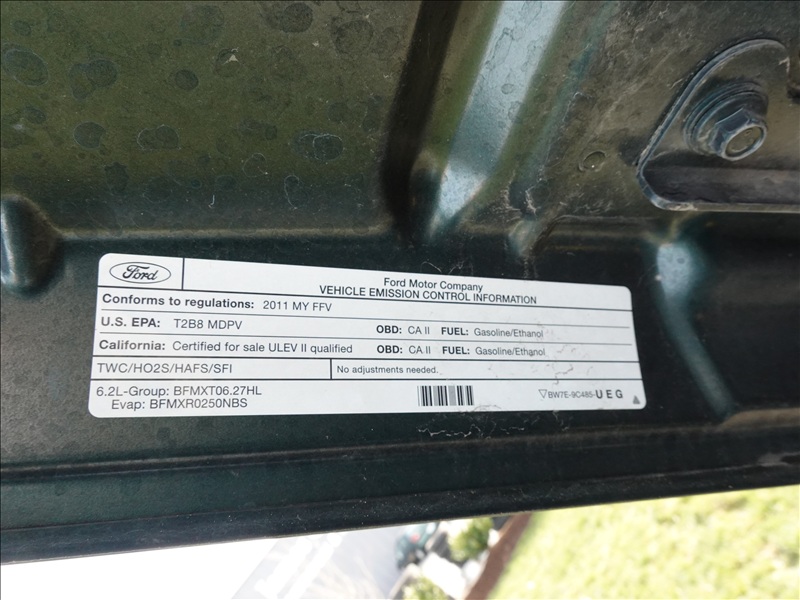 Ford
Ford Motor Company
VEHICLE EMISSION CONTROL INFORMATION
Conforms to regulations: 2011 MY FFV
U.S. EPA: T2B8 MDPV OBD: CA II FUEL: Gasoline/Ethanol
California: Certified for sale ULEV II qualified OBD: CA II FUEL: Gasoline/Ethanol
TWC/HO2S/HAFS/SFI No adjustments needed.
6.2L-Group: BFMXT06.27HL
Evap: BFMXR0250NBS
BW7E-9C485-UEG